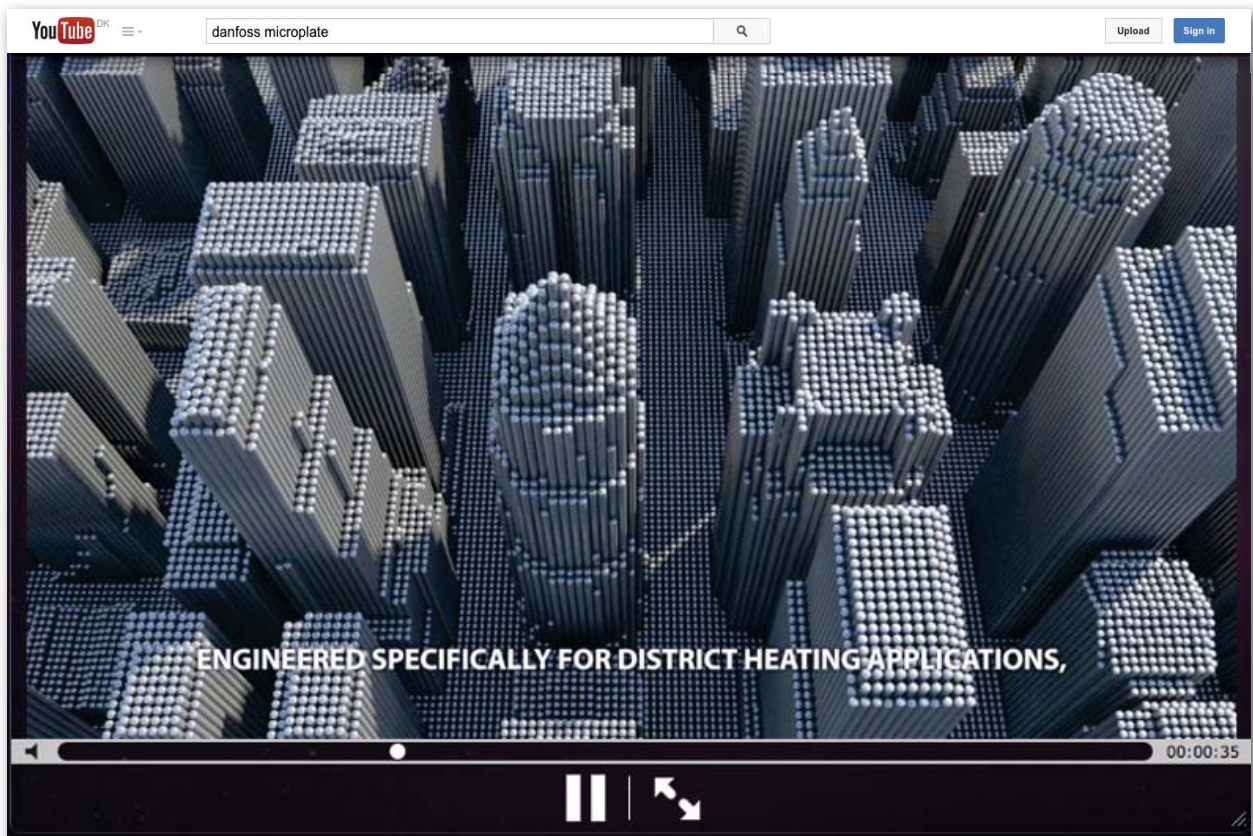 YouTube DK
danfoss microplate
Upload
Sign in
ENGINEERED SPECIFICALLY FOR DISTRICT HEATING APPLICATIONS,
00:00:35